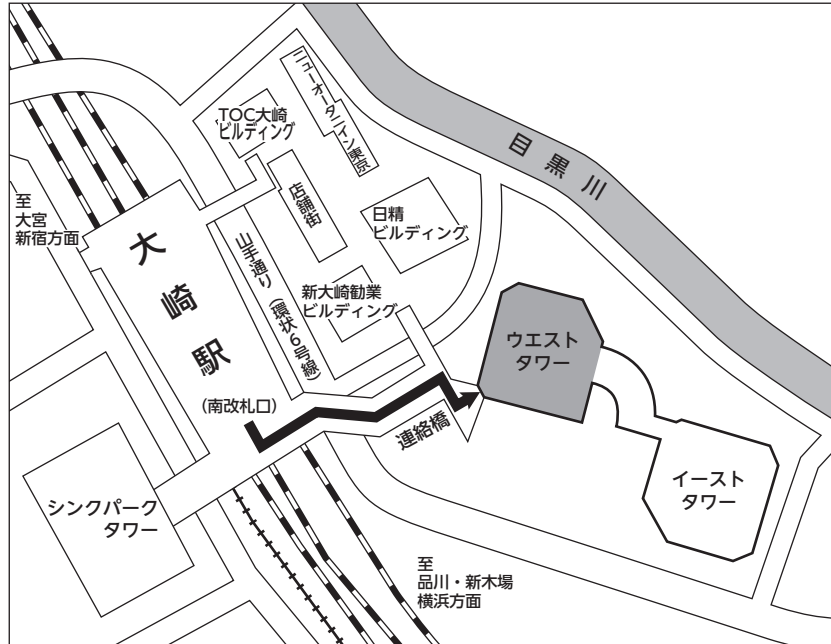 ニューオータニイン東京
TOC大崎
ビルディング
目黒川
店舗街
至
大宮
新宿方面
日精
ビルディング
大崎駅
山手通り(環状6号線)
新大崎勧業
ビルディング
ウエスト
タワー
(南改札口)
連絡橋
シンクパーク
タワー
イースト
タワー
至
品川・新木場
横浜方面